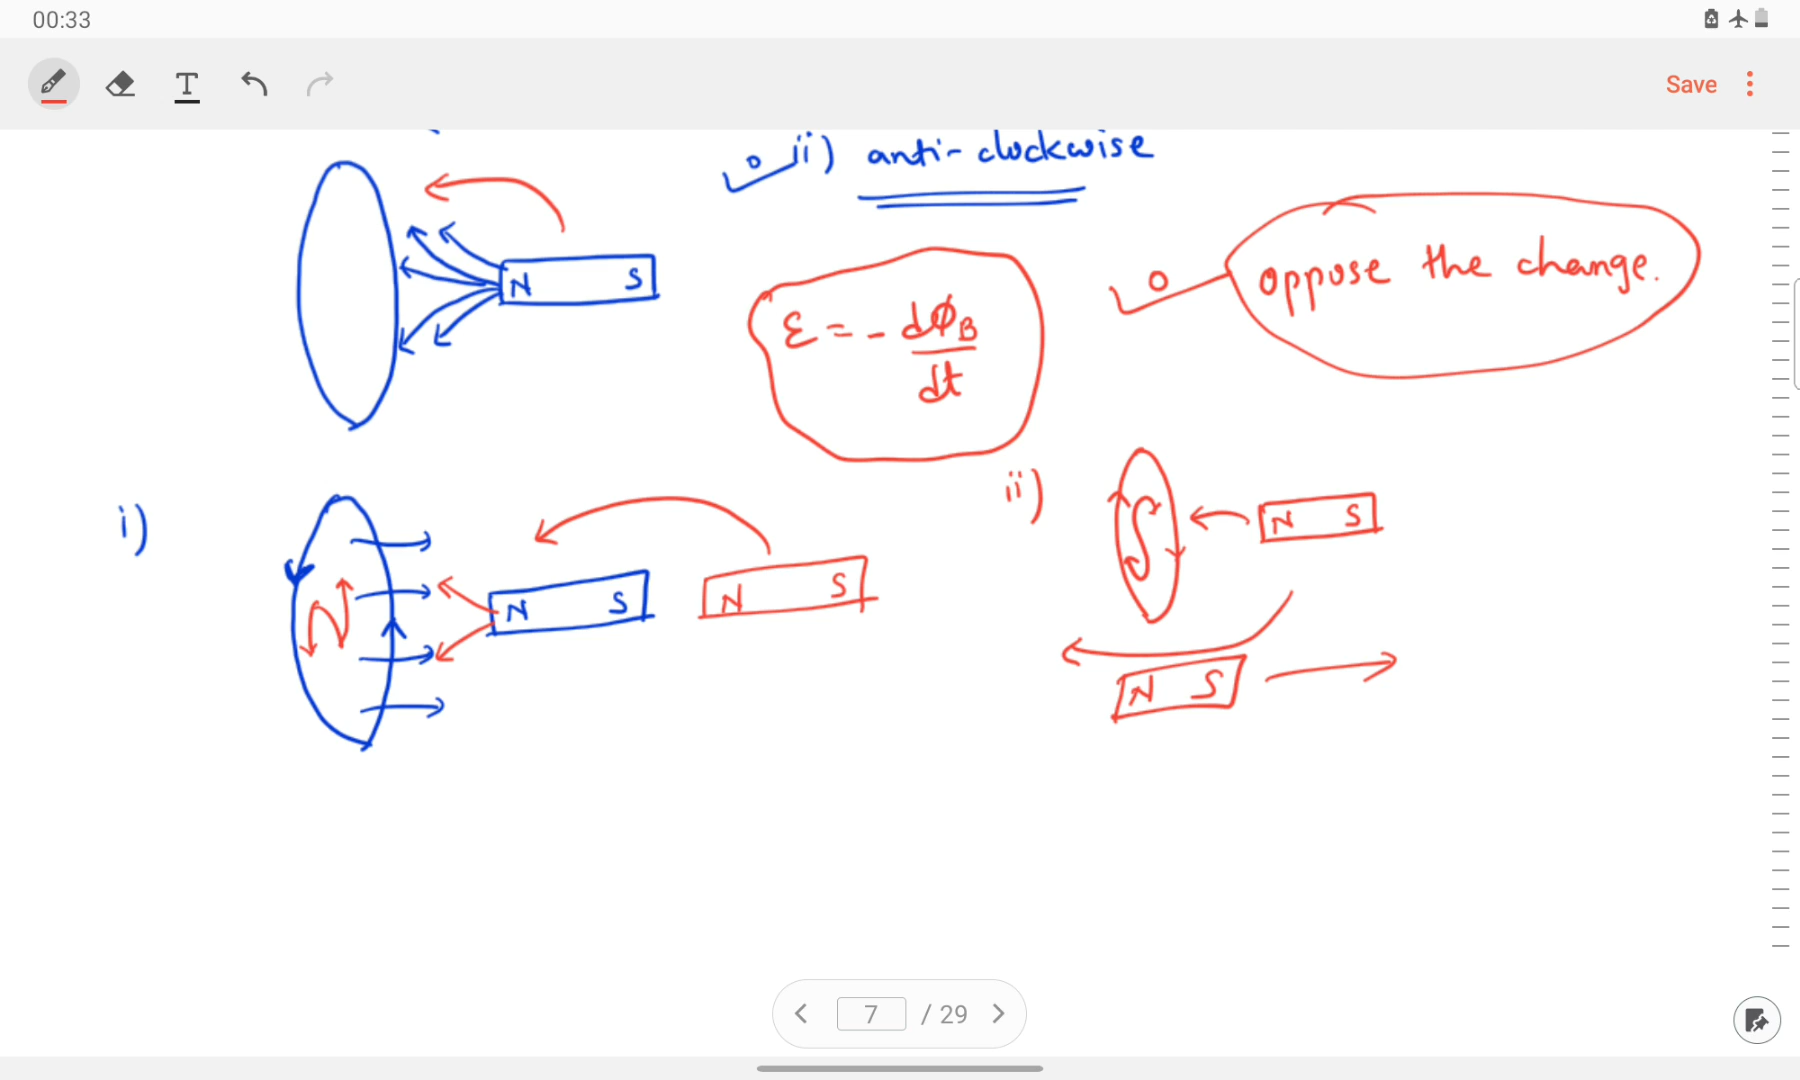 00:33
T
Save
ii) anti-clockwise
N S
oppose the change.
ε = - dΦB
dt
i)
N
N S
N S
ii)
S
N S
N S
7 / 29